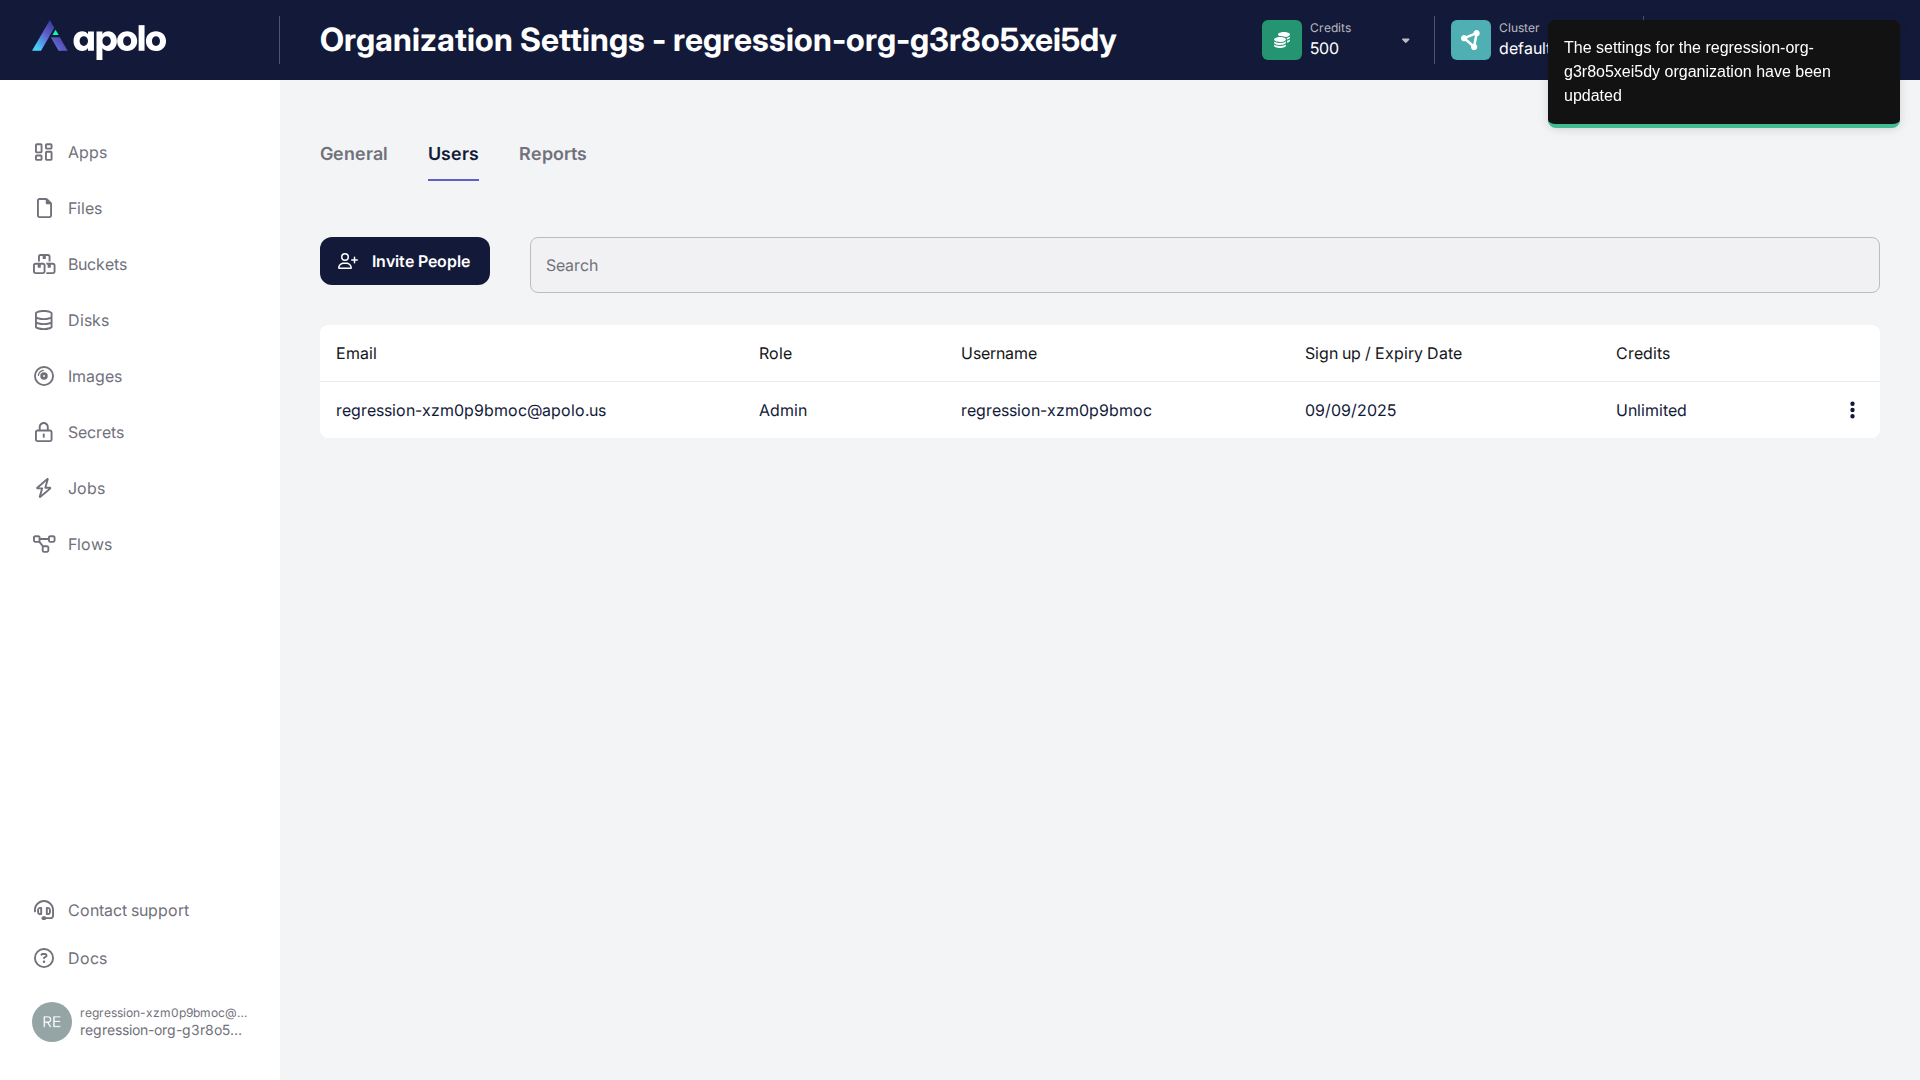 apolo
Organization Settings - regression-org-g3r8o5xei5dy
Credits
500
Cluster
default
The settings for the regression-org-
g3r8o5xei5dy organization have been
updated
Apps
Files
Buckets
Disks
Images
Secrets
Jobs
Flows
General
Users
Reports
Invite People
Search
Email
Role
Username
Sign up / Expiry Date
Credits
regression-xzm0p9bmoc@apolo.us
Admin
regression-xzm0p9bmoc
09/09/2025
Unlimited
Contact support
Docs
RE
regression-xzm0p9bmoc@...
regression-org-g3r8o5...